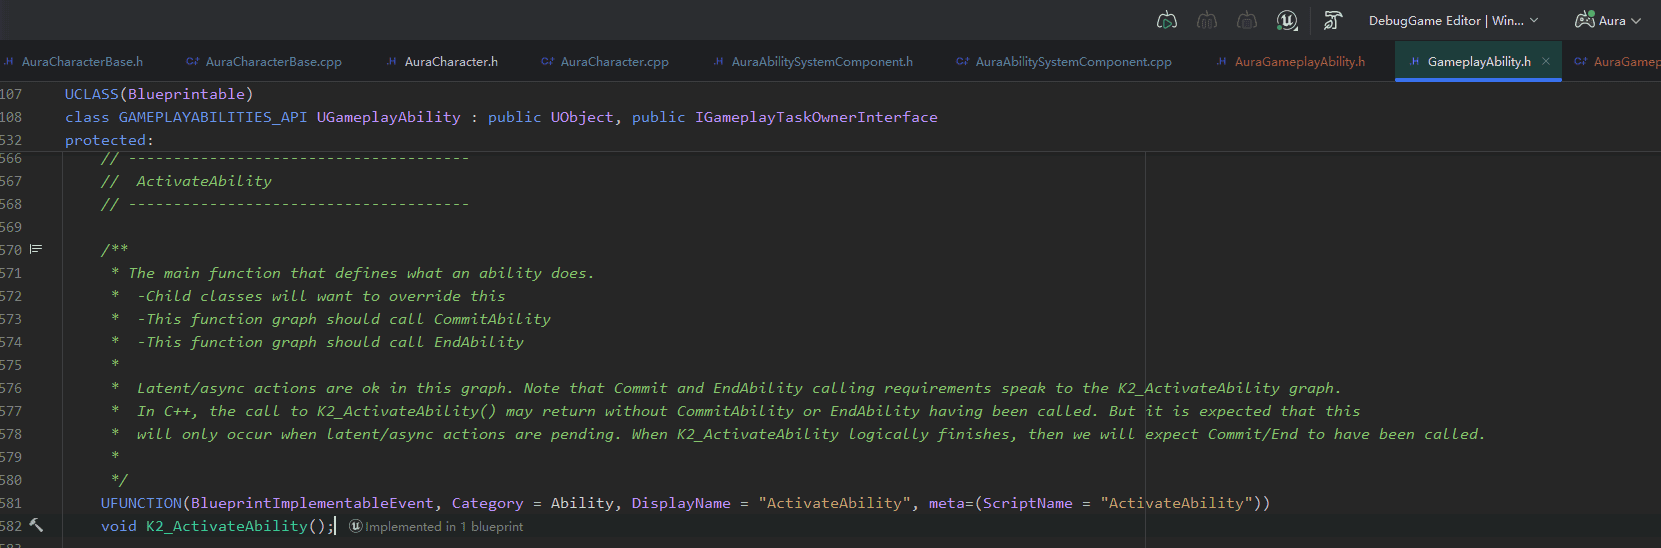 DebugGame Editor | Win... Aura
.H AuraCharacterBase.h C++ AuraCharacterBase.cpp .H AuraCharacter.h C++ AuraCharacter.cpp .H AuraAbilitySystemComponent.h C++ AuraAbilitySystemComponent.cpp .H AuraGameplayAbility.h .H GameplayAbility.h × C++ AuraGamep
107 UCLASS(Blueprintable)
108 class GAMEPLAYABILITIES_API UGameplayAbility : public UObject, public IGameplayTaskOwnerInterface
532 protected:
566 // --------------------------------------
567 // ActivateAbility
568 // --------------------------------------
569
570 /**
571 * The main function that defines what an ability does.
572 * -Child classes will want to override this
573 * -This function graph should call CommitAbility
574 * -This function graph should call EndAbility
575 *
576 * Latent/async actions are ok in this graph. Note that Commit and EndAbility calling requirements speak to the K2_ActivateAbility graph.
577 * In C++, the call to K2_ActivateAbility() may return without CommitAbility or EndAbility having been called. But it is expected that this
578 * will only occur when latent/async actions are pending. When K2_ActivateAbility logically finishes, then we will expect Commit/End to have been called.
579 *
580 */
581 UFUNCTION(BlueprintImplementableEvent, Category = Ability, DisplayName = "ActivateAbility", meta=(ScriptName = "ActivateAbility"))
582 void K2_ActivateAbility(); Implemented in 1 blueprint
583